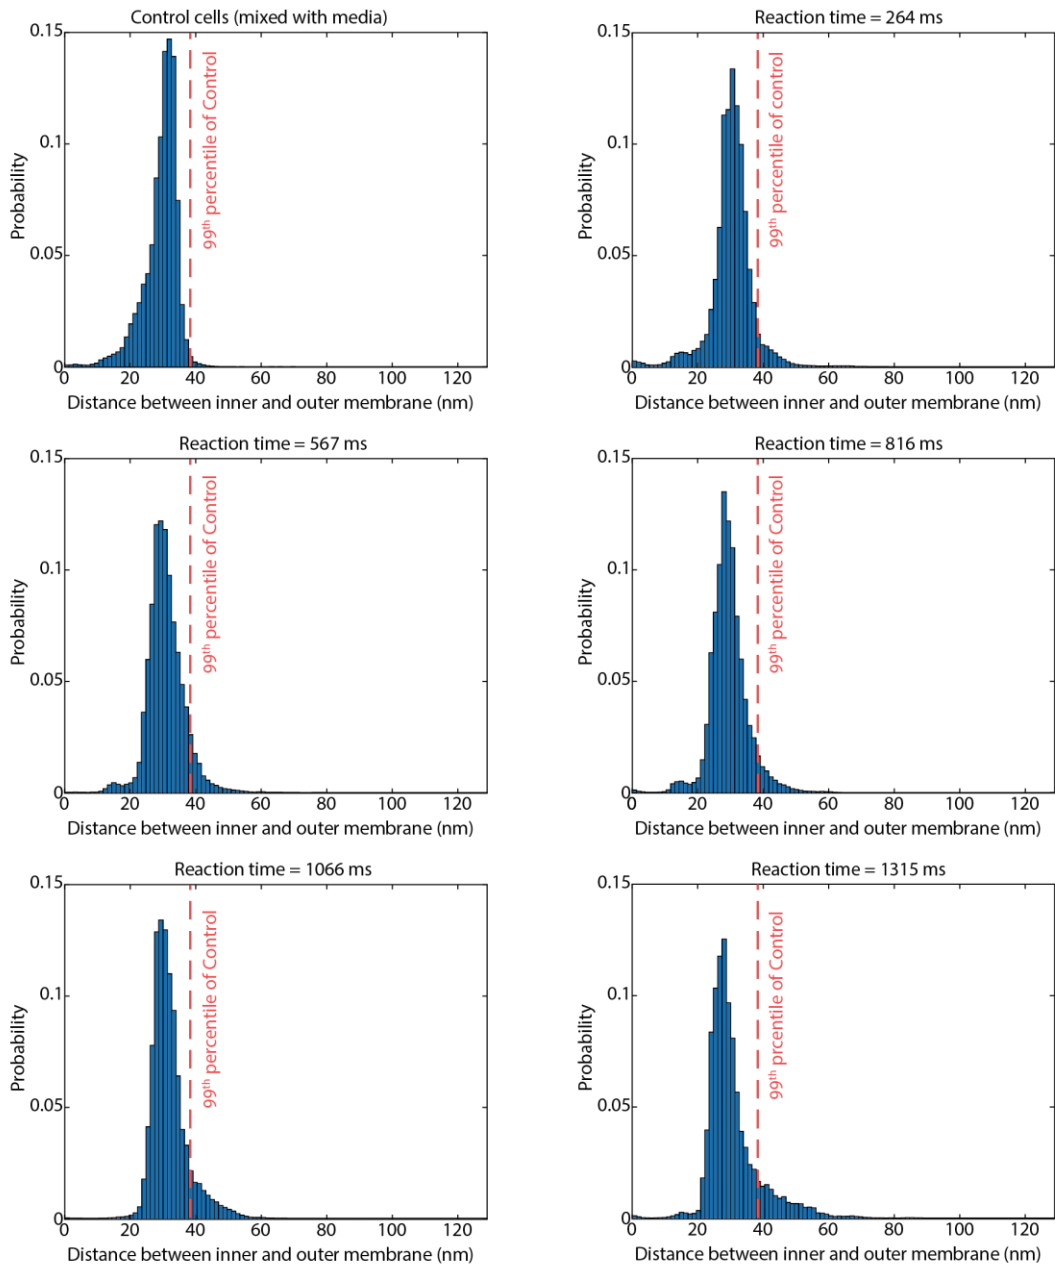 Control cells (mixed with media)
0.15
0.1
0.05
0
Probability
99th percentile of Control
0 20 40 60 80 100 120
Distance between inner and outer membrane (nm)
Reaction time = 264 ms
0.15
0.1
0.05
0
Probability
99th percentile of control
0 20 40 60 80 100 120
Distance between inner and outer membrane (nm)
Reaction time = 567 ms
0.15
0.1
0.05
0
Probability
99th percentile of Control
0 20 40 60 80 100 120
Distance between inner and outer membrane (nm)
Reaction time = 816 ms
0.15
0.1
0.05
0
Probability
99th percentile of Control
0 20 40 60 80 100 120
Distance between inner and outer membrane (nm)
Reaction time = 1066 ms
0.15
0.1
0.05
0
Probability
99th percentile of Control
0 20 40 60 80 100 120
Distance between inner and outer membrane (nm)
Reaction time = 1315 ms
0.15
0.1
0.05
0
Probability
99th prcentile of Control
0 20 40 60 80 100 120
Distance between inner and outer membrane (nm)